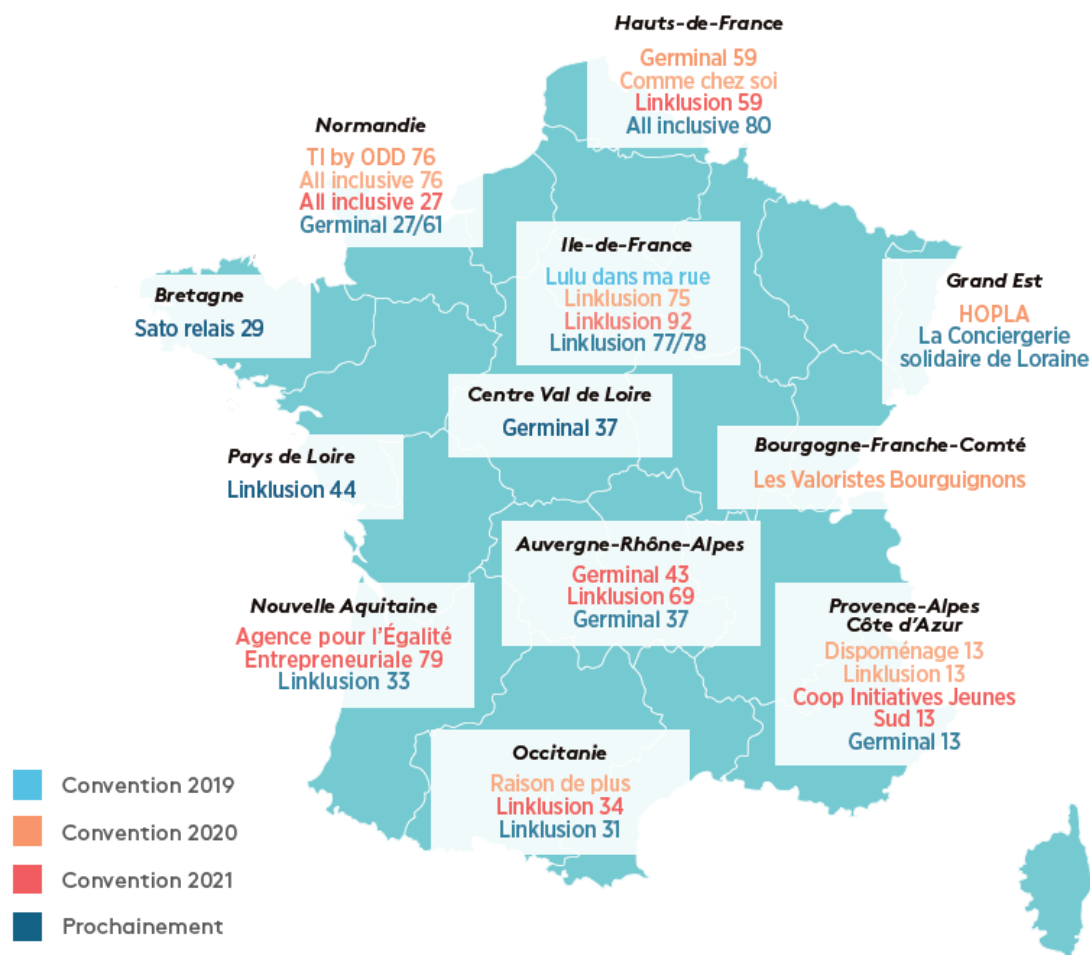 Hauts-de-France
Germinal 59
Comme chez soi
Linklusion 59
All inclusive 80
Normandie
TI by ODD 76
All inclusive 76
All inclusive 27
Germinal 27/61
Ile-de-France
Lulu dans ma rue
Linklusion 75
Linklusion 92
Linklusion 77/78
Bretagne
Sato relais 29
Grand Est
HOPLA
La Conciergerie
solidaire de Loraine
Centre Val de Loire
Germinal 37
Pays de Loire
Linklusion 44
Bourgogne-Franche-Comté
Les Valoristes Bourguignons
Auvergne-Rhône-Alpes
Germinal 43
Linklusion 69
Germinal 37
Nouvelle Aquitaine
Agence pour l'Égalité
Entrepreneuriale 79
Linklusion 33
Provence-Alpes
Côte d'Azur
Dispoménage 13
Linklusion 13
Coop Initiatives Jeunes
Sud 13
Germinal 13
Occitanie
Raison de plus
Linklusion 34
Linklusion 31
Convention 2019
Convention 2020
Convention 2021
Prochainement